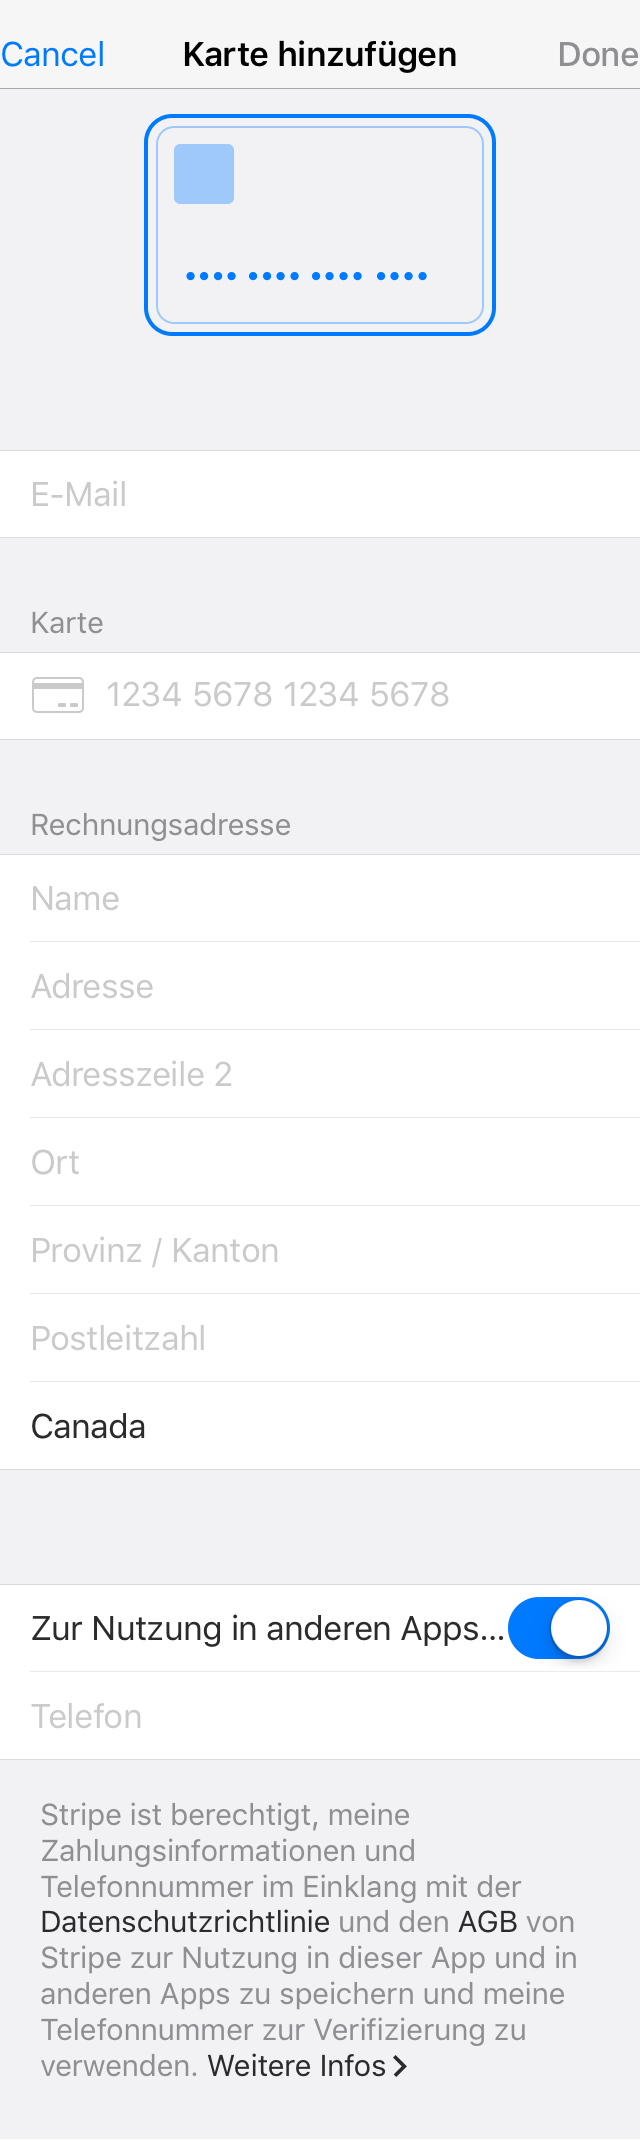 Cancel Karte hinzufügen Done
•••• •••• •••• ••••
E-Mail
Karte
1234 5678 1234 5678
Rechnungsadresse
Name
Adresse
Adresszeile 2
Ort
Provinz / Kanton
Postleitzahl
Canada
Zur Nutzung in anderen Apps...
Telefon
Stripe ist berechtigt, meine
Zahlungsinformationen und
Telefonnummer im Einklang mit der
Datenschutzrichtlinie und den AGB von
Stripe zur Nutzung in dieser App und in
anderen Apps zu speichern und meine
Telefonnummer zur Verifizierung zu
verwenden. Weitere Infos